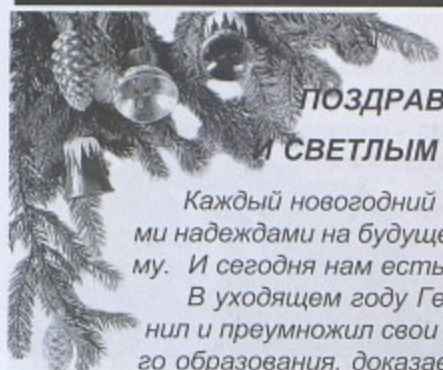 ПОЗДРАВ
И СВЕТЛЫМ
Каждый новогодний
ми надеждами на будуще
му. И сегодня нам есть
В уходящем году Ге
нил и преумножил свои
го образования, доказае